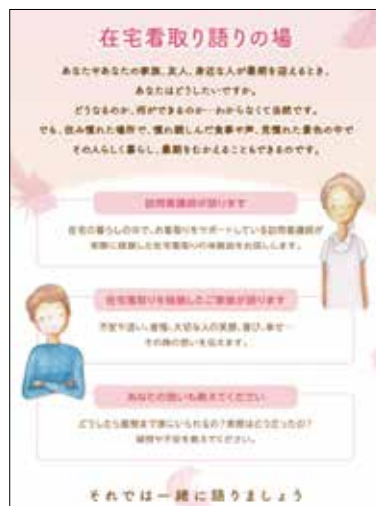 在宅看取り語りの場
あなたやあなたの家族、友人、身近な人が最期を迎えるとき、
あなたはどうしたいですか。
どうなるのか、何ができるのか…わからなくて当然です。
でも、住み慣れた場所で、慣れ親しんだ食事や声、見慣れた景色の中で
その人らしく暮らし、最期をむかえることもできるのです。
訪問看護師が語ります
在宅の暮らしの中で、お看取りをサポートしている訪問看護師が
実際に経験した在宅看取りの体験談をお話しします。
在宅看取りを経験したご家族が語ります
不安や迷い、後悔、大切な人の笑顔、喜び、幸せ…
その時の想いを伝えます。
あなたの想いも教えてください
どうしたら最期まで家にいられるの？実際はどうだったの？
疑問や不安を教えてください。
それでは一緒に語りましょう